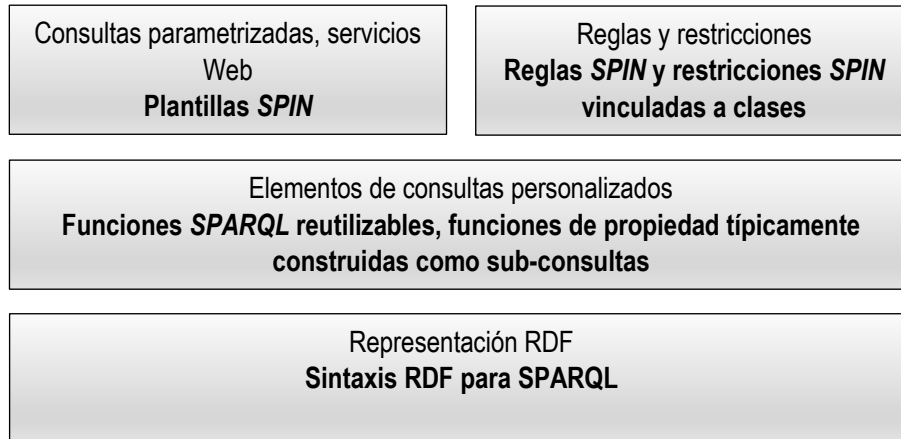 Consultas parametrizadas, servicios
Web
Plantillas SPIN
Reglas y restricciones
Reglas SPIN y restricciones SPIN
vinculadas a clases
Elementos de consultas personalizados
Funciones SPARQL reutilizables, funciones de propiedad típicamente
construidas como sub-consultas
Representación RDF
Sintaxis RDF para SPARQL